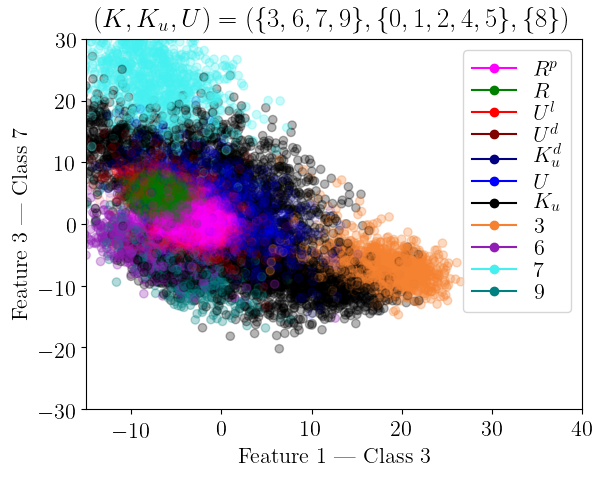 (K, K_u, U) = ({3, 6, 7, 9}, {0, 1, 2, 4, 5}, {8})
30
20
10
0
−10
−20
−30
Feature 3 — Class 7
R^p
R
U^l
U^d
K_u^d
U
K_u
3
6
7
9
−10 0 10 20 30 40
Feature 1 — Class 3